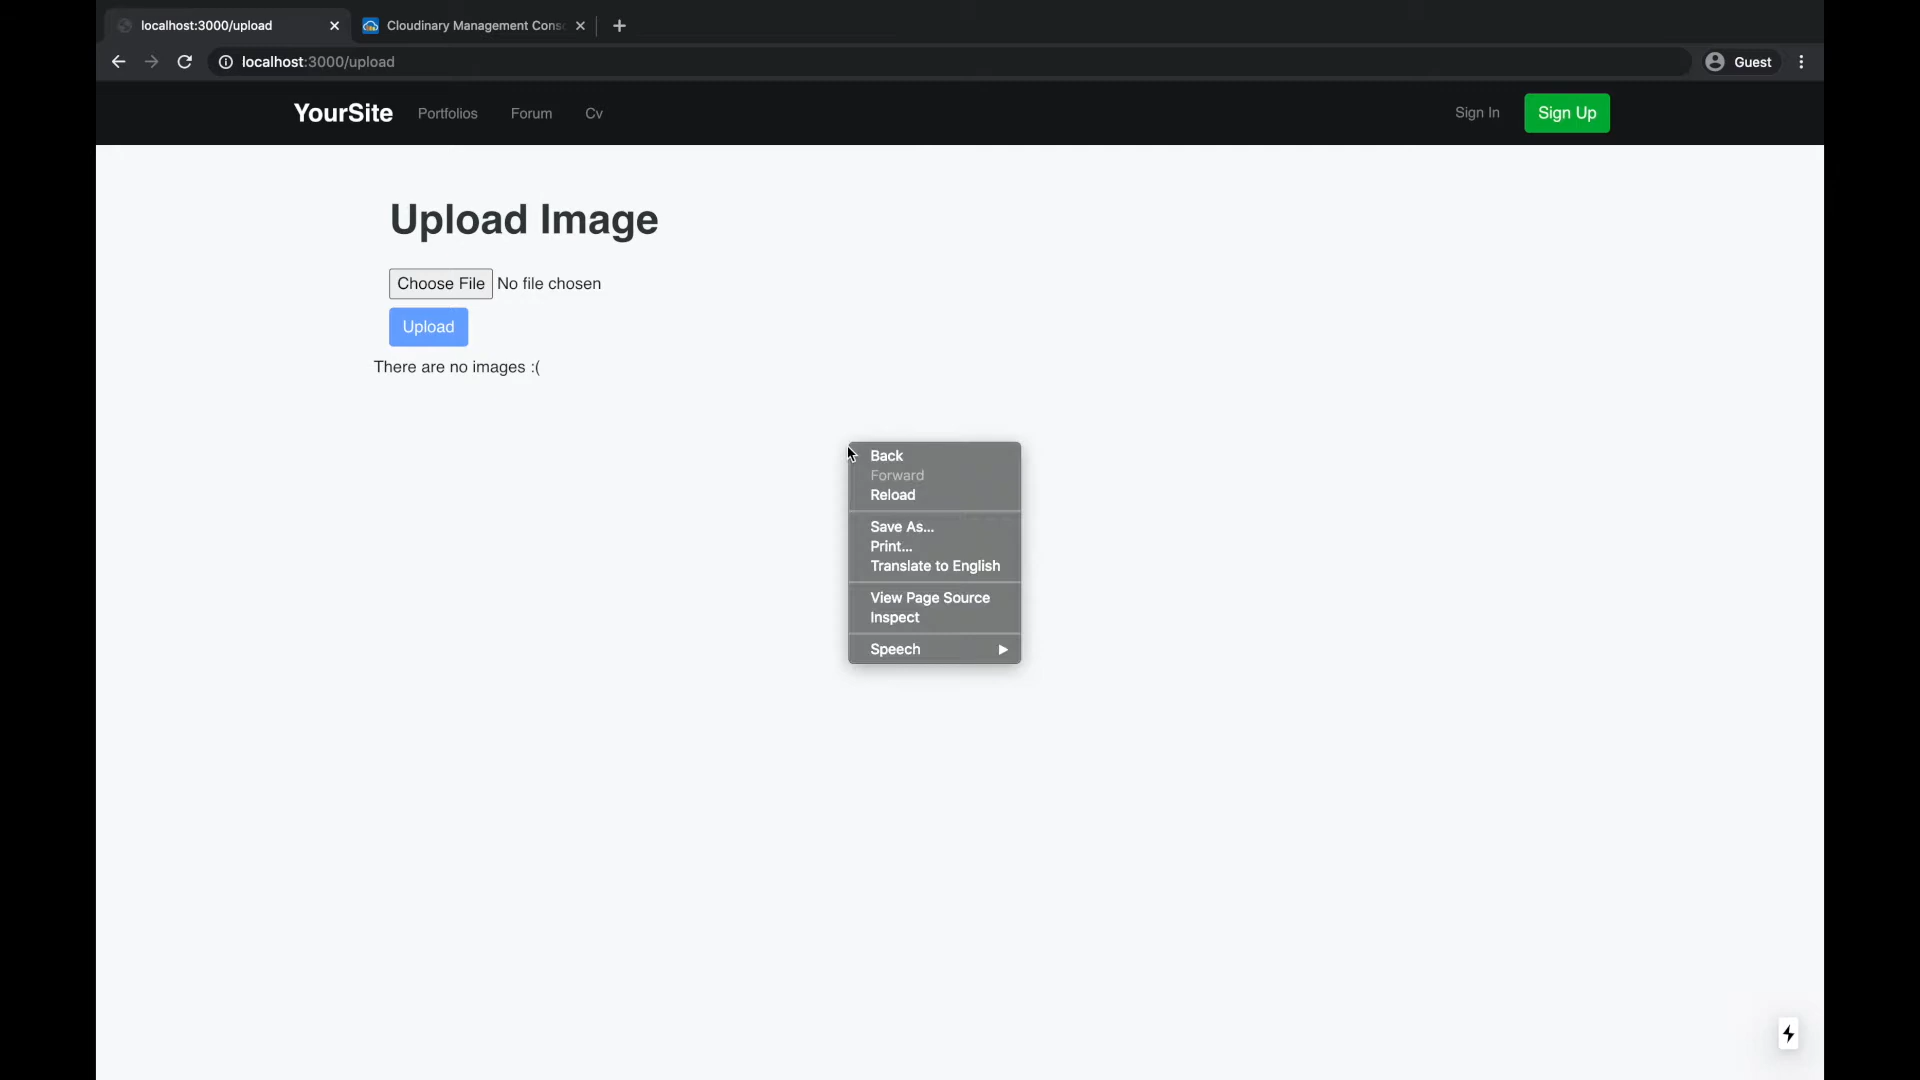 localhost:3000/upload
Cloudinary Management Conso
localhost:3000/upload
Guest
YourSite
Portfolios
Forum
Cv
Sign In
Sign Up
Upload Image
Choose File No file chosen
Upload
There are no images :(
Back
Forward
Reload
Save As...
Print...
Translate to English
View Page Source
Inspect
Speech